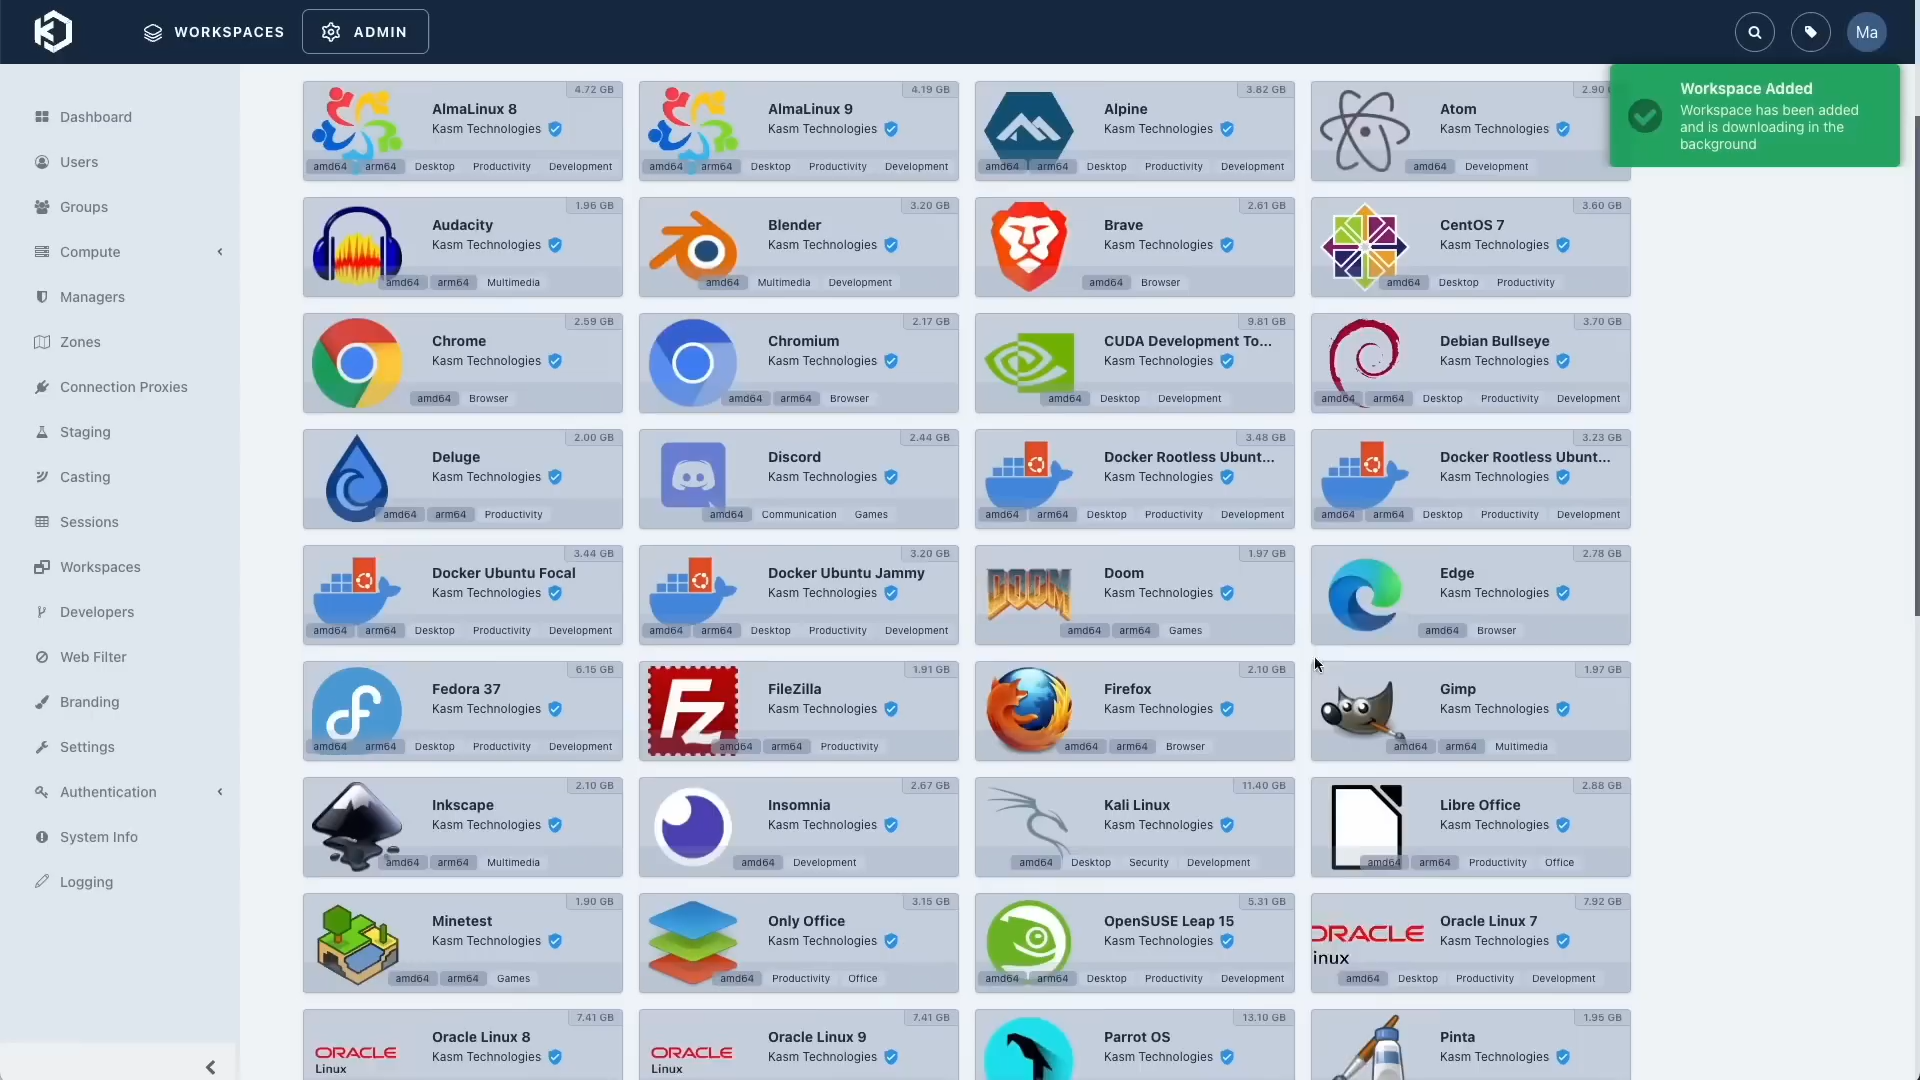 WORKSPACES
ADMIN
Ma
Workspace Added
Workspace has been added
and is downloading in the
background
Dashboard
Users
Groups
Compute
Managers
Zones
Connection Proxies
Staging
Casting
Sessions
Workspaces
Developers
Web Filter
Branding
Settings
Authentication
System Info
Logging
4.72 GB
AlmaLinux 8
Kasm Technologies
amd64 arm64 Desktop Productivity Development
4.19 GB
AlmaLinux 9
Kasm Technologies
amd64 arm64 Desktop Productivity Development
3.82 GB
Alpine
Kasm Technologies
amd64 arm64 Desktop Productivity Development
2.90
Atom
Kasm Technologies
amd64 Development
1.96 GB
Audacity
Kasm Technologies
amd64 arm64 Multimedia
3.20 GB
Blender
Kasm Technologies
amd64 Multimedia Development
2.61 GB
Brave
Kasm Technologies
amd64 Browser
3.60 GB
CentOS 7
Kasm Technologies
amd64 Desktop Productivity
2.59 GB
Chrome
Kasm Technologies
amd64 Browser
2.17 GB
Chromium
Kasm Technologies
amd64 arm64 Browser
9.81 GB
CUDA Development To...
Kasm Technologies
amd64 Desktop Development
3.70 GB
Debian Bullseye
Kasm Technologies
amd64 arm64 Desktop Productivity Development
2.00 GB
Deluge
Kasm Technologies
amd64 arm64 Productivity
2.44 GB
Discord
Kasm Technologies
amd64 Communication Games
3.48 GB
Docker Rootless Ubunt...
Kasm Technologies
amd64 arm64 Desktop Productivity Development
3.23 GB
Docker Rootless Ubunt...
Kasm Technologies
amd64 arm64 Desktop Productivity Development
3.44 GB
Docker Ubuntu Focal
Kasm Technologies
amd64 arm64 Desktop Productivity Development
3.20 GB
Docker Ubuntu Jammy
Kasm Technologies
amd64 arm64 Desktop Productivity Development
1.97 GB
DOOM
Doom
Kasm Technologies
amd64 arm64 Games
2.78 GB
Edge
Kasm Technologies
amd64 Browser
6.15 GB
Fedora 37
Kasm Technologies
amd64 arm64 Desktop Productivity Development
1.91 GB
Fz
FileZilla
Kasm Technologies
amd64 arm64 Productivity
2.10 GB
Firefox
Kasm Technologies
amd64 arm64 Browser
1.97 GB
Gimp
Kasm Technologies
amd64 arm64 Multimedia
2.10 GB
Inkscape
Kasm Technologies
amd64 arm64 Multimedia
2.67 GB
Insomnia
Kasm Technologies
amd64 Development
11.40 GB
Kali Linux
Kasm Technologies
amd64 Desktop Security Development
2.88 GB
Libre Office
Kasm Technologies
amd64 arm64 Productivity Office
1.90 GB
Minetest
Kasm Technologies
amd64 arm64 Games
3.15 GB
Only Office
Kasm Technologies
amd64 Productivity Office
5.31 GB
OpenSUSE Leap 15
Kasm Technologies
amd64 arm64 Desktop Productivity Development
7.92 GB
ORACLE
inux
Oracle Linux 7
Kasm Technologies
amd64 Desktop Productivity Development
7.41 GB
ORACLE
Linux
Oracle Linux 8
Kasm Technologies
7.41 GB
ORACLE
Linux
Oracle Linux 9
Kasm Technologies
13.10 GB
Parrot OS
Kasm Technologies
1.95 GB
Pinta
Kasm Technologies